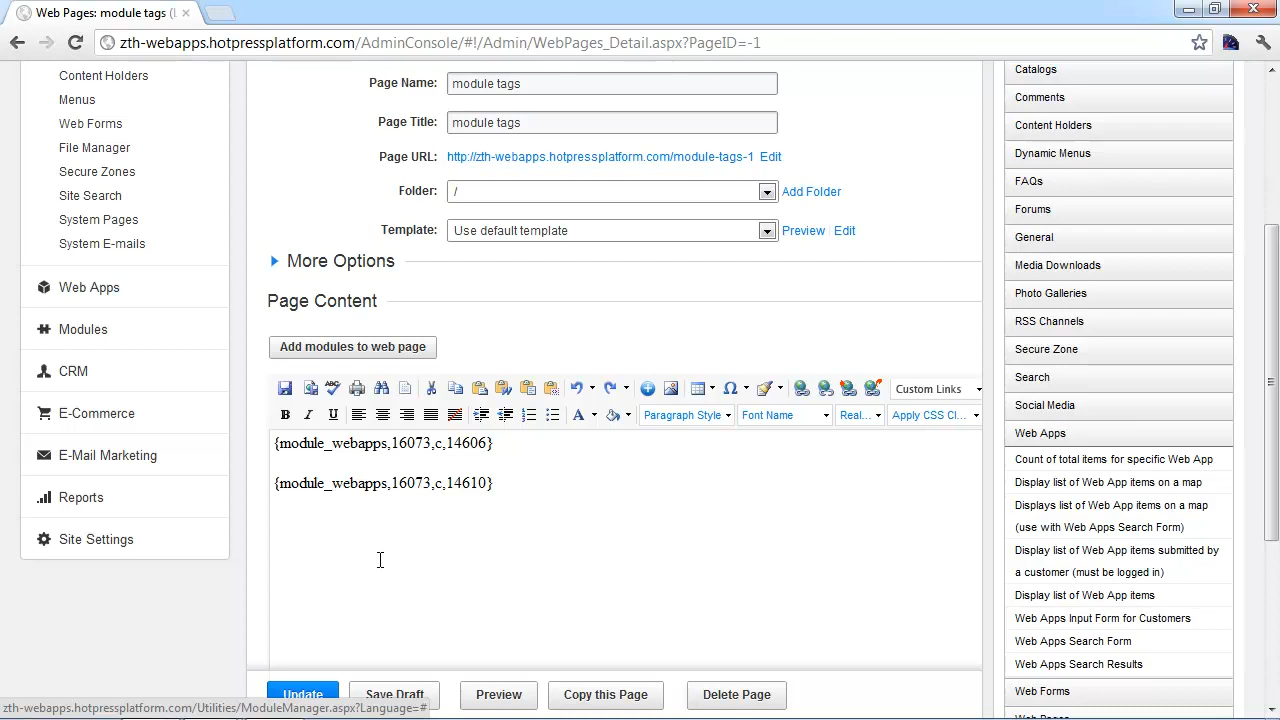 Web Pages: module tags (
zth-webapps.hotpressplatform.com/AdminConsole/#!/Admin/WebPages_Detail.aspx?PageID=-1
Content Holders
Menus
Web Forms
File Manager
Secure Zones
Site Search
System Pages
System E-mails
Web Apps
Modules
CRM
E-Commerce
E-Mail Marketing
Reports
Site Settings
Page Name: module tags
Page Title: module tags
Page URL: http://zth-webapps.hotpressplatform.com/module-tags-1 Edit
Folder: / Add Folder
Template: Use default template Preview Edit
More Options
Page Content
Add modules to web page
ABC Custom Links
B I U A Paragraph Style Font Name Real... Apply CSS Cl...
{module_webapps,16073,c,14606}
{module_webapps,16073,c,14610}
Update Save Draft Preview Copy this Page Delete Page
zth-webapps.hotpressplatform.com/Utilities/ModuleManager.aspx?Language=#
Catalogs
Comments
Content Holders
Dynamic Menus
FAQs
Forums
General
Media Downloads
Photo Galleries
RSS Channels
Secure Zone
Search
Social Media
Web Apps
Count of total items for specific Web App
Display list of Web App items on a map
Displays list of Web App items on a map
(use with Web Apps Search Form)
Display list of Web App items submitted by
a customer (must be logged in)
Display list of Web App items
Web Apps Input Form for Customers
Web Apps Search Form
Web Apps Search Results
Web Forms